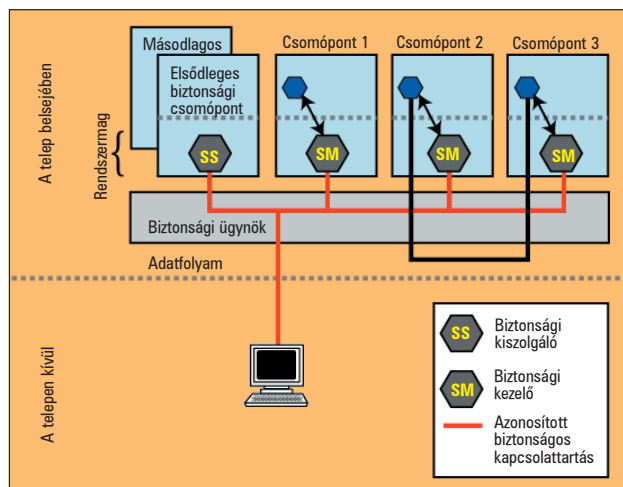 Másodlagos
Elsődleges
biztonsági
csomópont
Csomópont 1
Csomópont 2
Csomópont 3
A telep belsejében
Rendszermag
SS
SM
SM
SM
Biztonsági ügynök
Adatfolyam
A telepen kívül
SS
Biztonsági
kiszolgáló
SM
Biztonsági
kezelő
Azonosított
biztonságos
kapcsolattartás